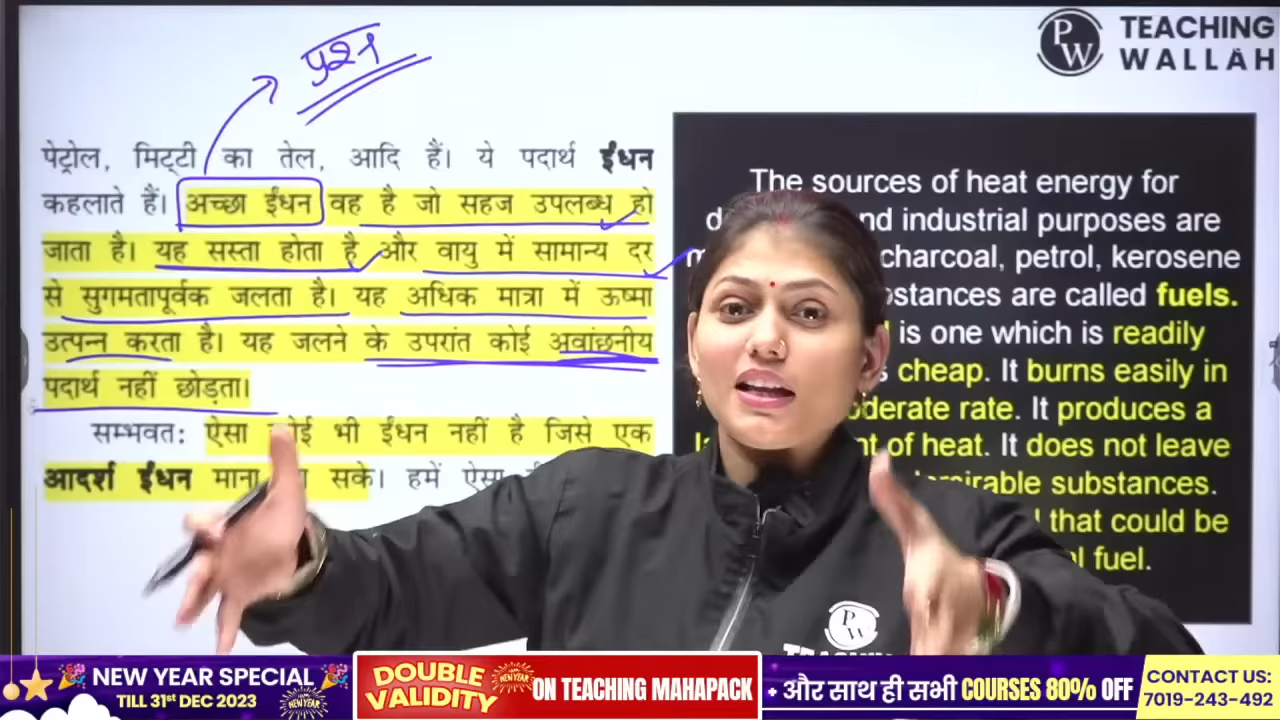 प्रश्न
PW
TEACHING
WALLAH
पेट्रोल, मिट्टी का तेल, आदि हैं। ये पदार्थ ईंधन
कहलाते हैं। अच्छा ईंधन वह है जो सहज उपलब्ध हो
जाता है। यह सस्ता होता है और वायु में सामान्य दर
से सुगमतापूर्वक जलता है। यह अधिक मात्रा में ऊष्मा
उत्पन्न करता है। यह जलने के उपरांत कोई अवांछनीय
पदार्थ नहीं छोड़ता।
सम्भवत: ऐसा कोई भी ईंधन नहीं है जिसे एक
आदर्श ईंधन माना सके। हमें ऐसा
The sources of heat energy for
and industrial purposes are
charcoal, petrol, kerosene
are called fuels.
is one which is readily
cheap. It burns easily in
rate. It produces a
of heat. It does not leave
substances.
that could be
fuel.
PW
NEW YEAR SPECIAL
TILL 31st DEC 2023
DOUBLE
VALIDITY
NEW YEAR
ON TEACHING MAHAPACK
+ और साथ ही सभी COURSES 80% OFF
CONTACT US:
7019-243-492